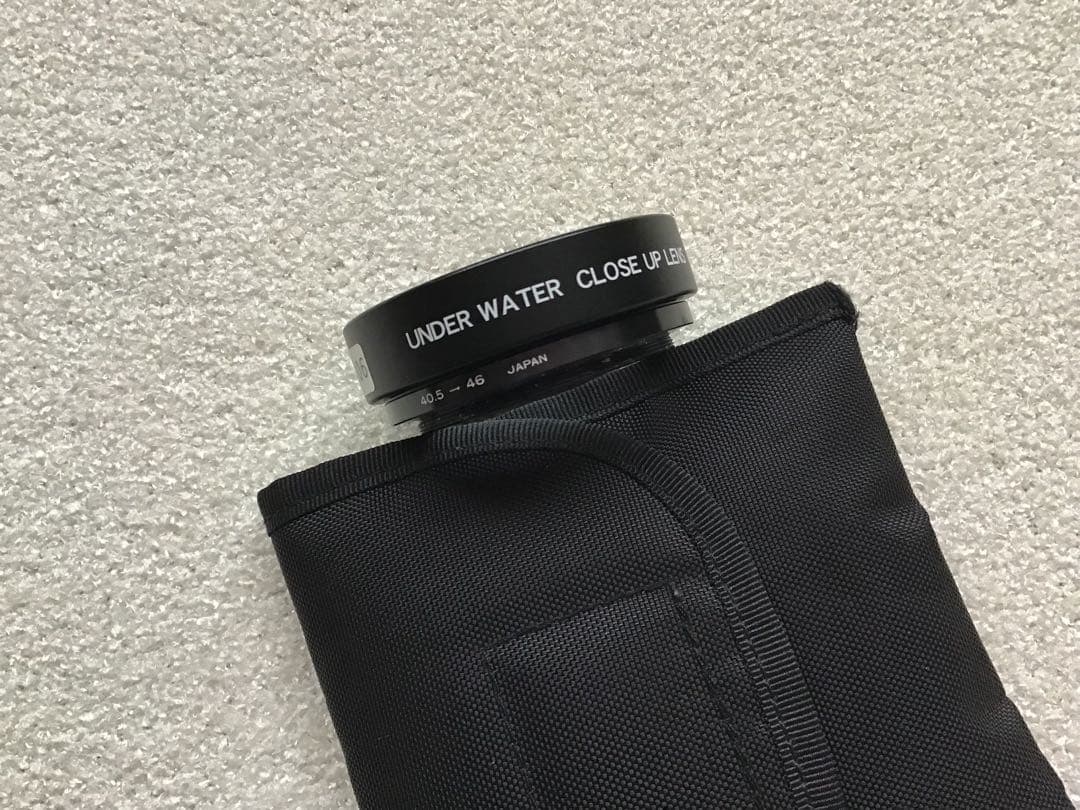 UNDER WATER CLOSE UP LENS
40.5 → 46 JAPAN